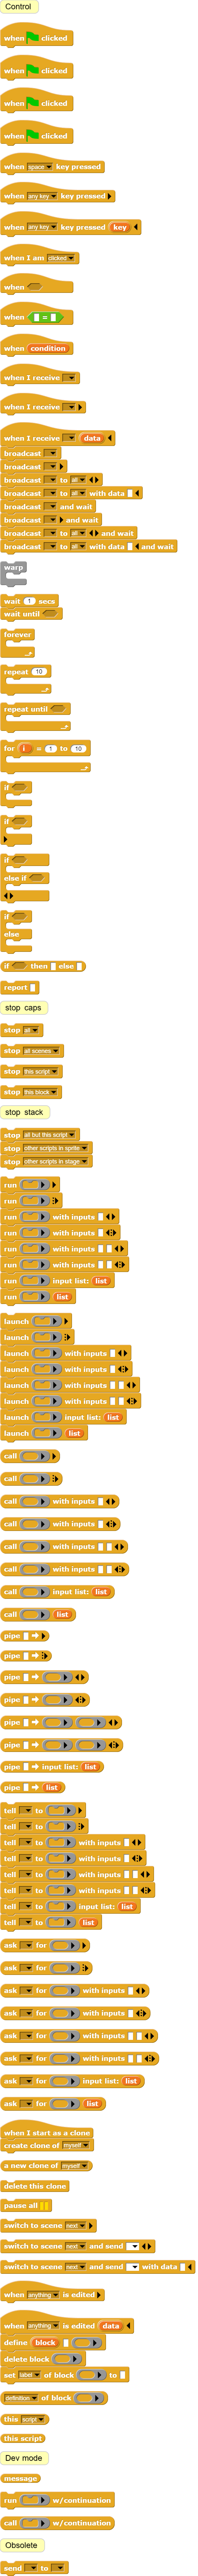 Control
when clicked
when clicked
when clicked
when clicked
when space key pressed
when any key key pressed
when any key key pressed key
when I am clicked
when
when =
when condition
when I receive
when I receive
when I receive data
broadcast
broadcast
broadcast to all
broadcast to all with data
broadcast and wait
broadcast and wait
broadcast to all and wait
broadcast to all with data and wait
warp
wait 1 secs
wait until
forever
repeat 10
repeat until
for i = 1 to 10
if
if
if
else if
if
else
if then else
report
stop caps
stop all
stop all scenes
stop this script
stop this block
stop stack
stop all but this script
stop other scripts in sprite
stop other scripts in stage
run
run
run with inputs
run with inputs
run with inputs
run with inputs
run input list: list
run list
launch
launch
launch with inputs
launch with inputs
launch with inputs
launch with inputs
launch input list: list
launch list
call
call
call with inputs
call with inputs
call with inputs
call with inputs
call input list: list
call list
pipe
pipe
pipe
pipe
pipe
pipe
pipe input list: list
pipe list
tell to
tell to
tell to with inputs
tell to with inputs
tell to with inputs
tell to with inputs
tell to input list: list
tell to list
ask for
ask for
ask for with inputs
ask for with inputs
ask for with inputs
ask for with inputs
ask for input list: list
ask for list
when I start as a clone
create clone of myself
a new clone of myself
delete this clone
pause all
switch to scene next
switch to scene next and send
switch to scene next and send with data
when anything is edited
when anything is edited data
define block
delete block
set label of block to
definition of block
this script
this script
Dev mode
message
run w/continuation
call w/continuation
Obsolete
send to